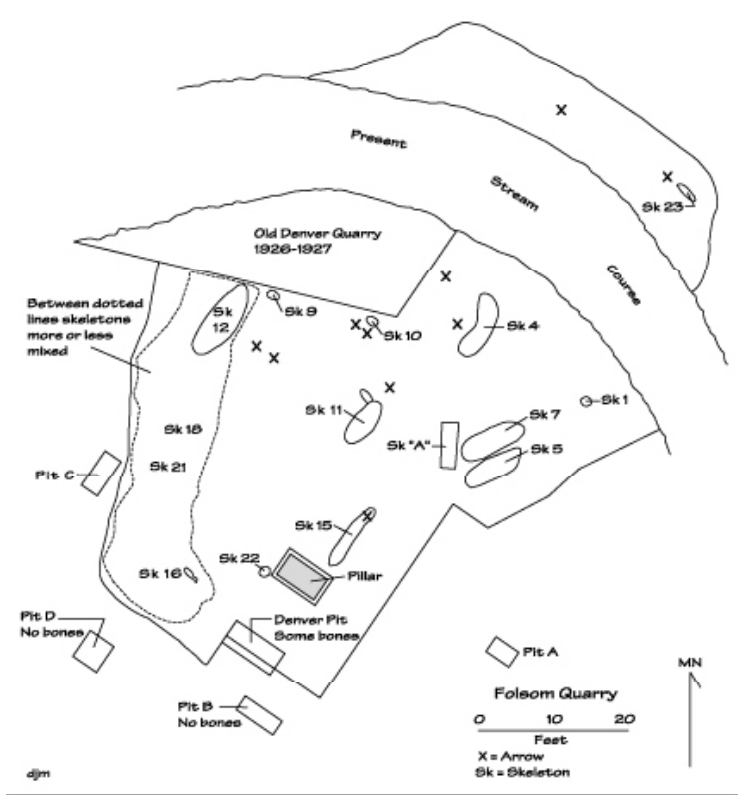 Present
Stream
Course
Sk 23
Old Denver Quarry
1926-1927
Between dotted
lines skeletons
more or less
mixed
Sk
12
Sk 9
Sk 10
Sk 4
Sk 11
Sk 1
Sk 7
Sk "A"
Sk 5
Sk 18
Sk 21
Pit C
Sk 15
Sk 22
Sk 16
Pillar
Pit D
No bones
Denver Pit
Some bones
Pit A
Pit B
No bones
MN
Folsom Quarry
0 10 20
Feet
X = Arrow
Sk = Skeleton
djm